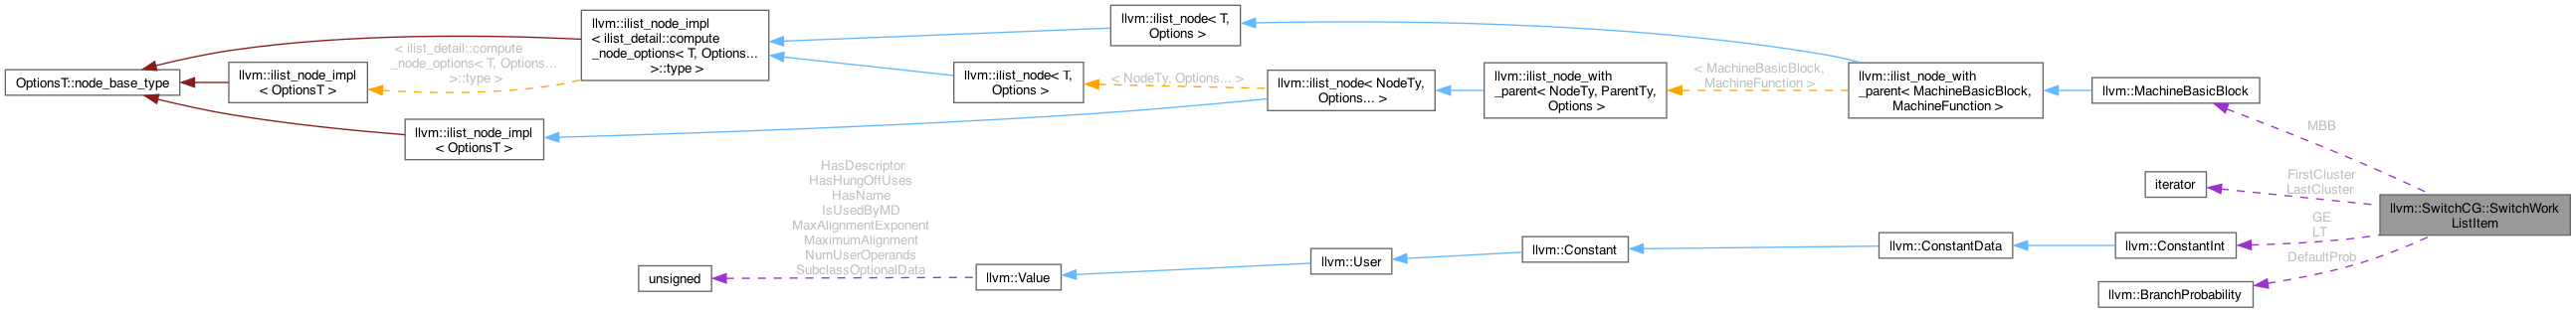 OptionsT::node_base_type
< ilist_detail::compute
_node_options< T, Options...
>::type >
llvm::ilist_node_impl
< OptionsT >
llvm::ilist_node_impl
< ilist_detail::compute
_node_options< T, Options...
>::type >
llvm::ilist_node_impl
< OptionsT >
llvm::ilist_node< T,
Options >
llvm::ilist_node< T,
Options >
< NodeTy, Options... >
llvm::ilist_node< NodeTy,
Options... >
llvm::ilist_node_with
_parent< NodeTy, ParentTy,
Options >
< MachineBasicBlock,
MachineFunction >
llvm::ilist_node_with
_parent< MachineBasicBlock,
MachineFunction >
llvm::MachineBasicBlock
MBB
iterator
FirstCluster
LastCluster
llvm::SwitchCG::SwitchWork
ListItem
GE
LT
DefaultProb
HasDescriptor
HasHungOffUses
HasName
IsUsedByMD
MaxAlignmentExponent
MaximumAlignment
NumUserOperands
SubclassOptionalData
unsigned
llvm::Value
llvm::User
llvm::Constant
llvm::ConstantData
llvm::ConstantInt
llvm::BranchProbability